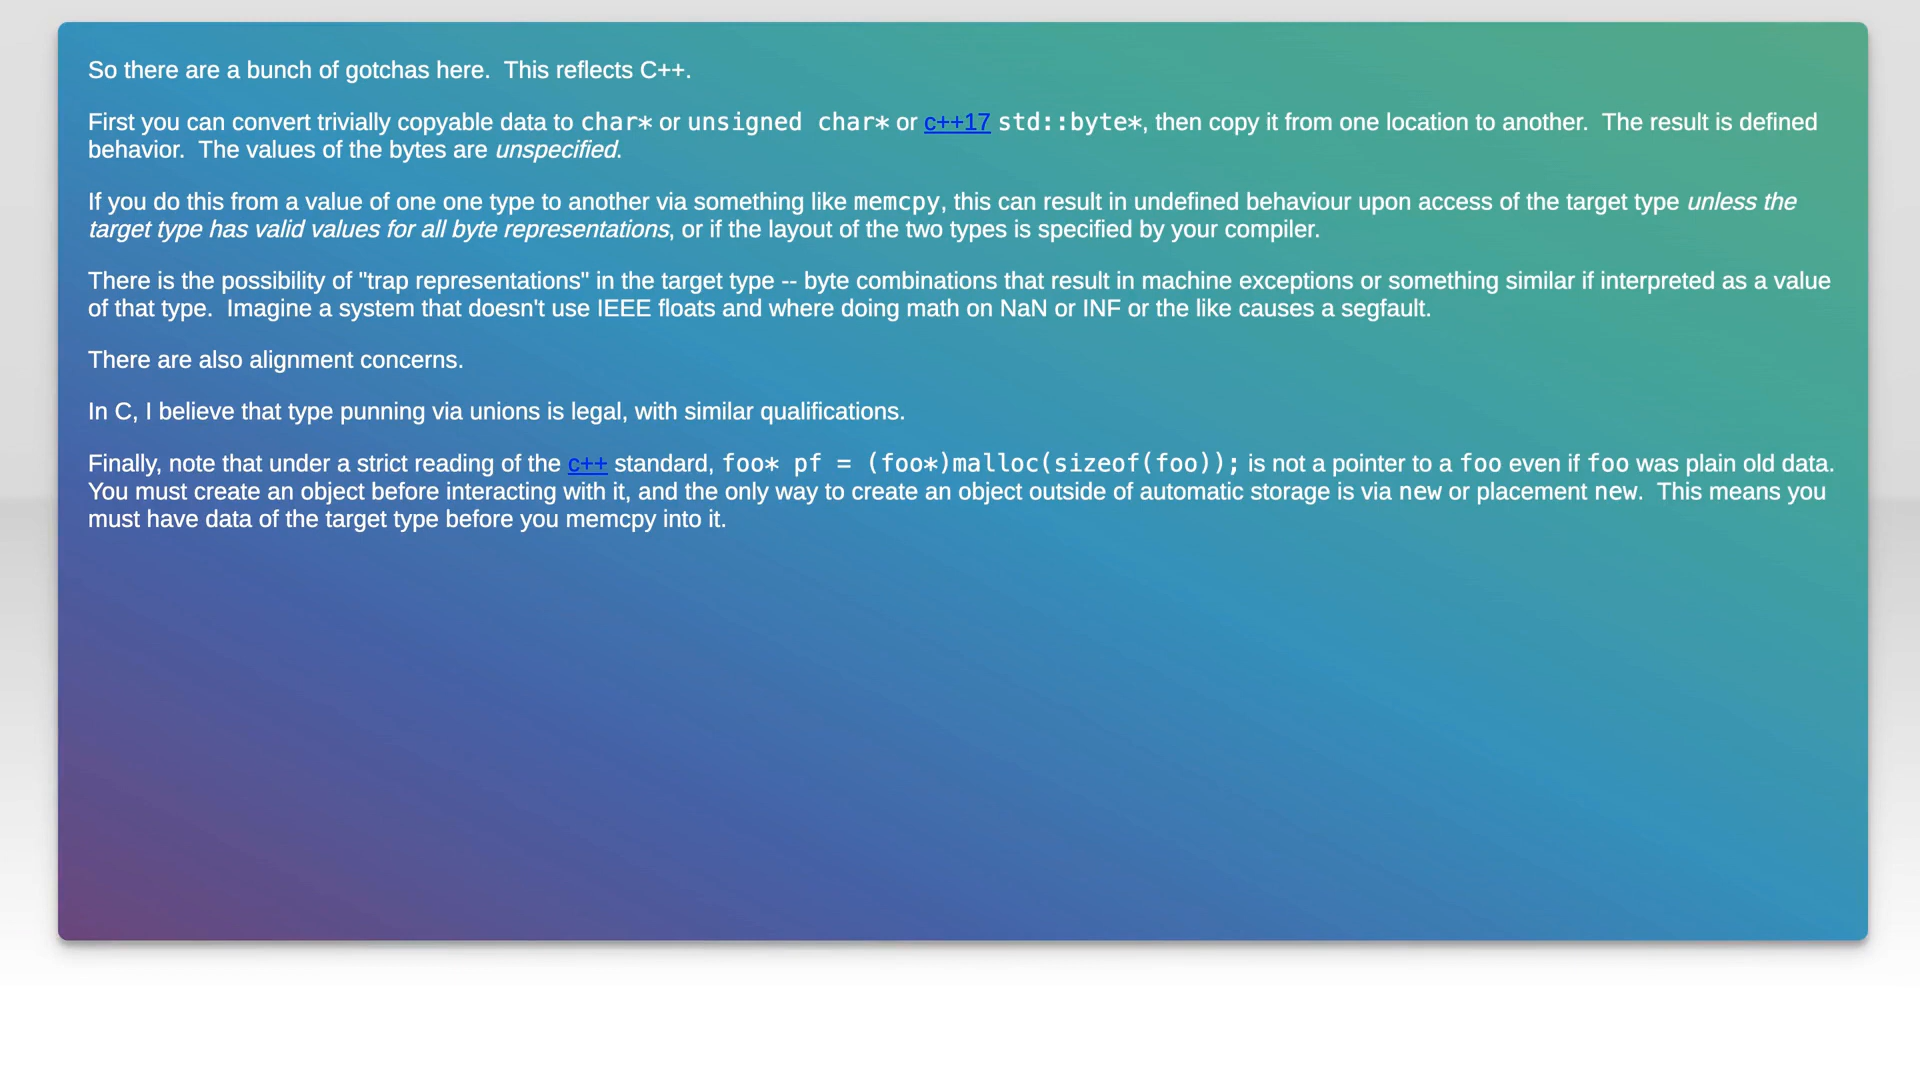 So there are a bunch of gotchas here.  This reflects C++.
First you can convert trivially copyable data to char* or unsigned char* or c++17 std::byte*, then copy it from one location to another.  The result is defined
behavior.  The values of the bytes are unspecified.
If you do this from a value of one one type to another via something like memcpy, this can result in undefined behaviour upon access of the target type unless the
target type has valid values for all byte representations, or if the layout of the two types is specified by your compiler.
There is the possibility of "trap representations" in the target type -- byte combinations that result in machine exceptions or something similar if interpreted as a value
of that type.  Imagine a system that doesn't use IEEE floats and where doing math on NaN or INF or the like causes a segfault.
There are also alignment concerns.
In C, I believe that type punning via unions is legal, with similar qualifications.
Finally, note that under a strict reading of the c++ standard, foo* pf = (foo*)malloc(sizeof(foo)); is not a pointer to a foo even if foo was plain old data.
You must create an object before interacting with it, and the only way to create an object outside of automatic storage is via new or placement new.  This means you
must have data of the target type before you memcpy into it.